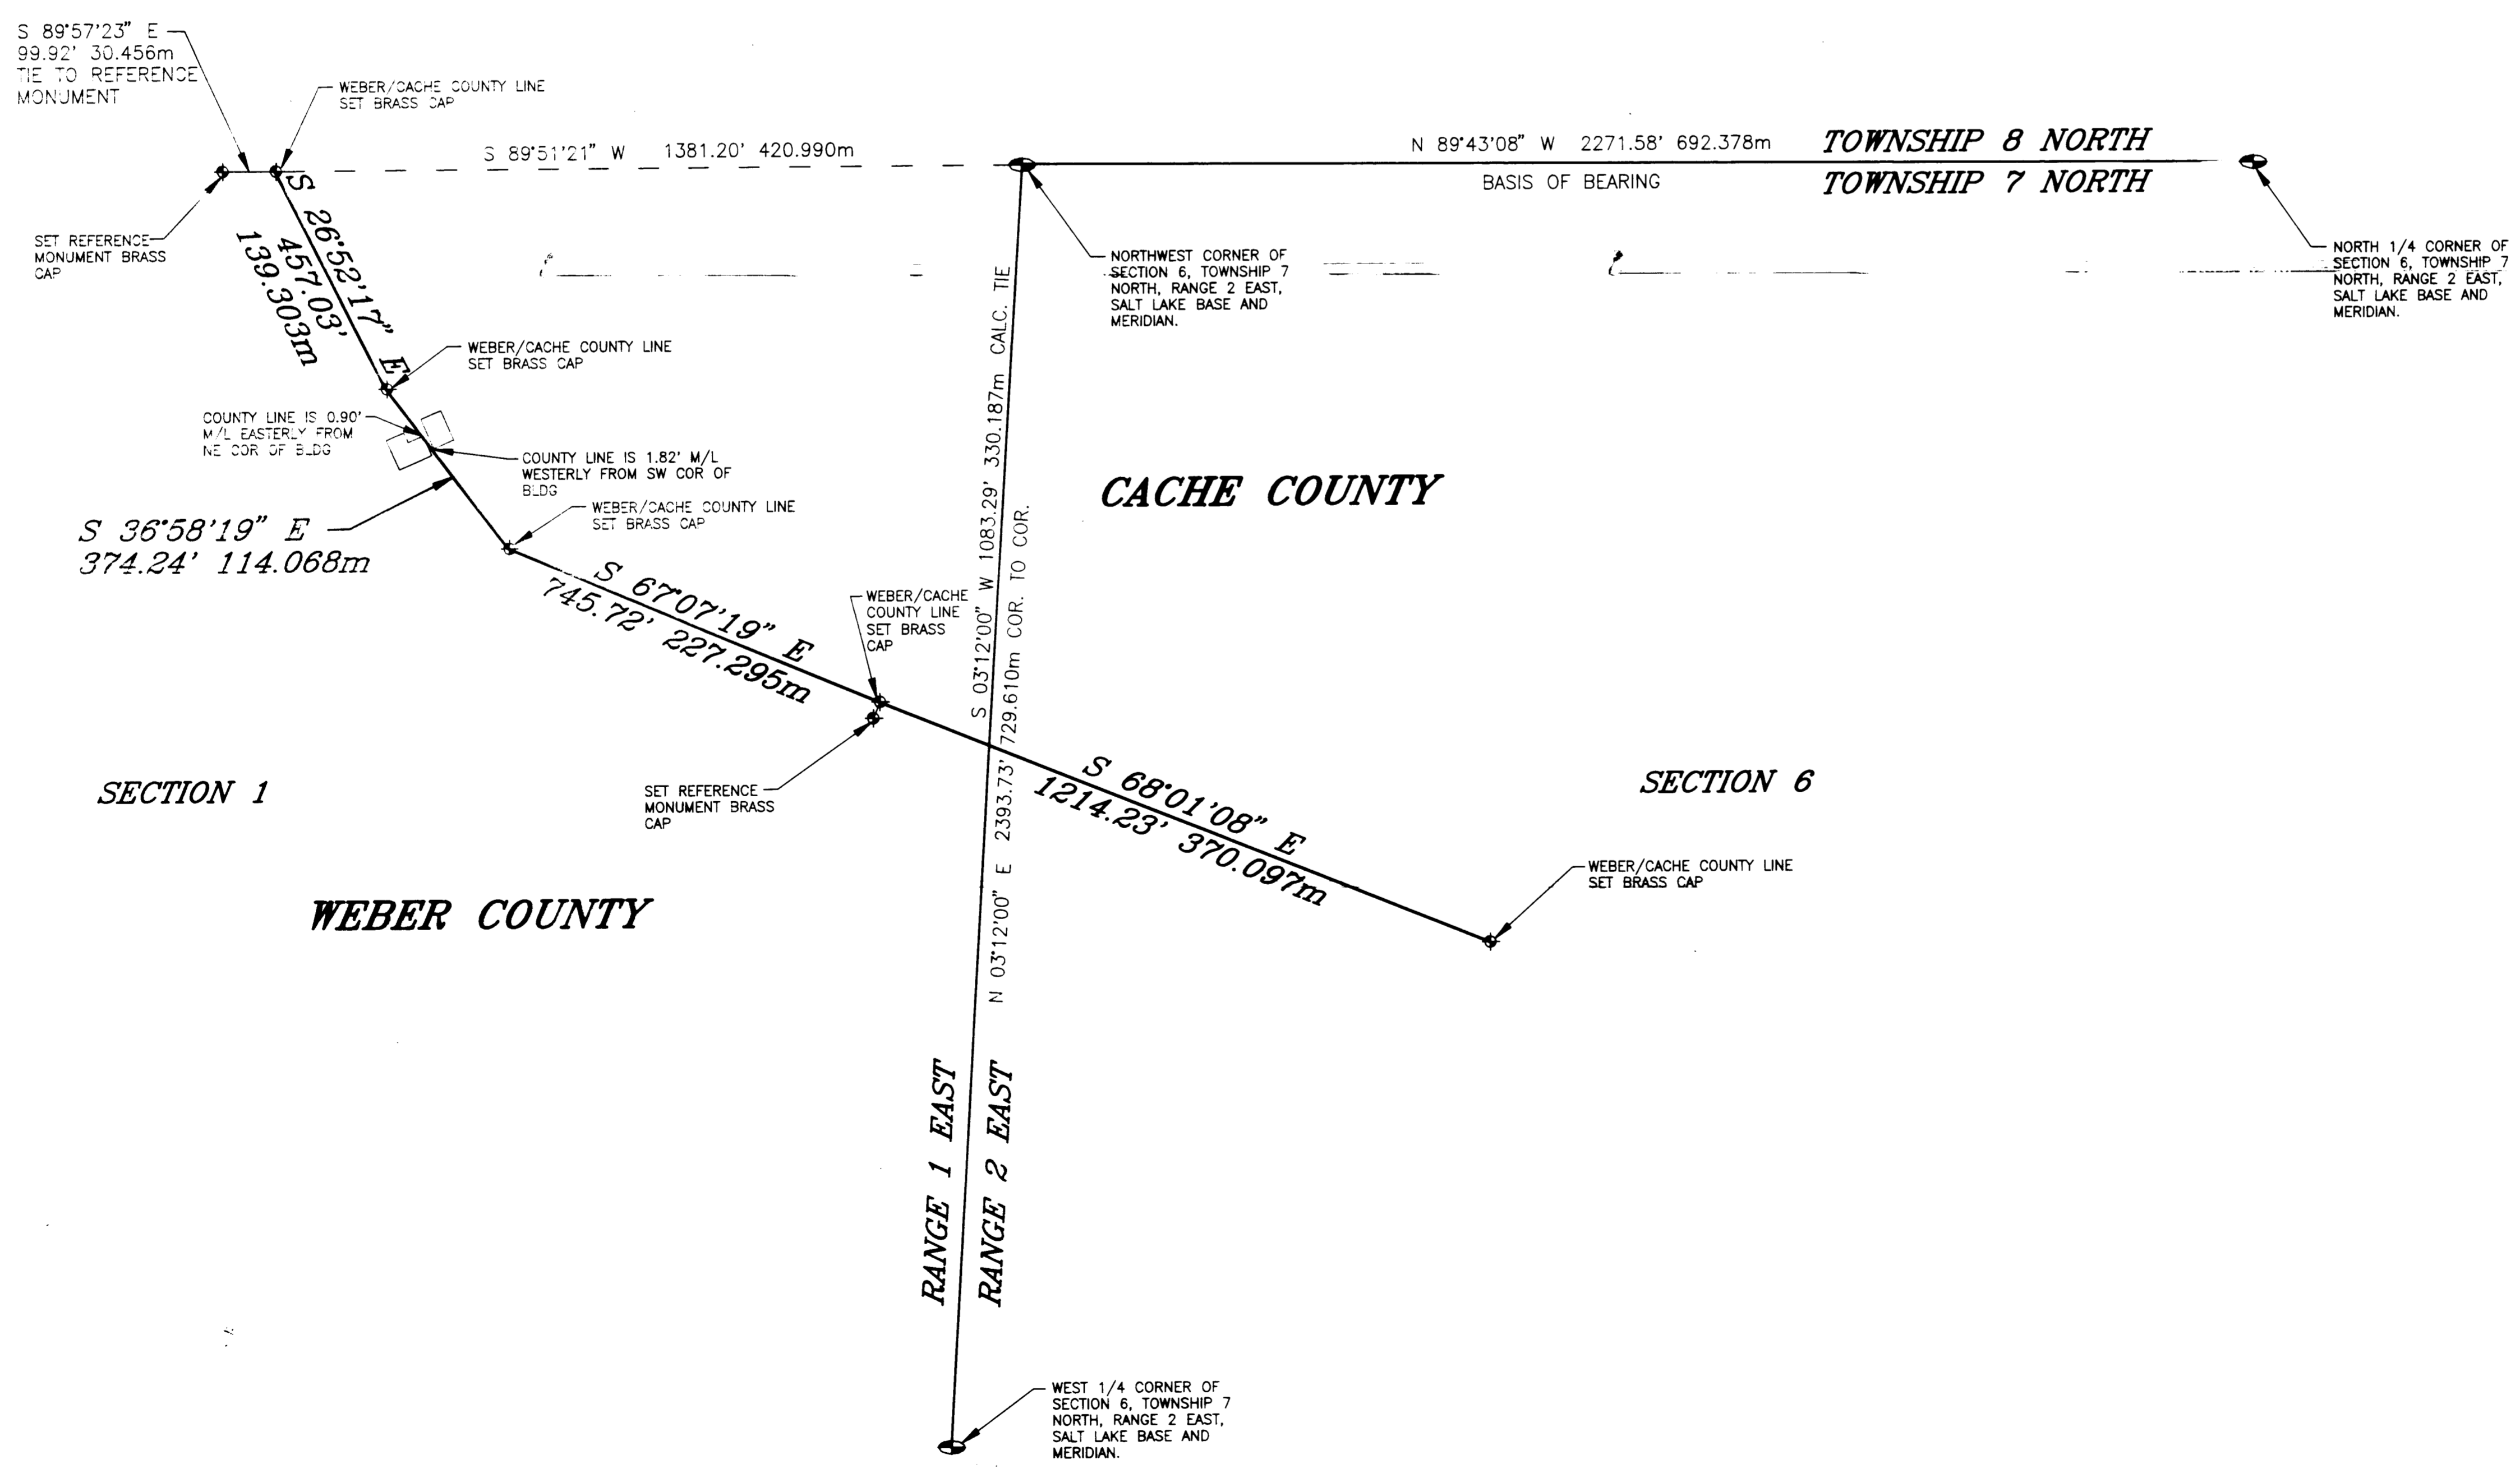 S 89°57'23" E
99.92' 30.456m
TIE TO REFERENCE
MONUMENT
WEBER/CACHE COUNTY LINE
SET BRASS CAP
S 89°51'21" W 1381.20' 420.990m
N 89°43'08" W 2271.58' 692.378m
BASIS OF BEARING
TOWNSHIP 8 NORTH
TOWNSHIP 7 NORTH
SET REFERENCE
MONUMENT BRASS
CAP
S 26°52'17" E
457.03'
139.303m
NORTHWEST CORNER OF
SECTION 6, TOWNSHIP 7
NORTH, RANGE 2 EAST,
SALT LAKE BASE AND
MERIDIAN.
NORTH 1/4 CORNER OF
SECTION 6, TOWNSHIP 7
NORTH, RANGE 2 EAST,
SALT LAKE BASE AND
MERIDIAN.
WEBER/CACHE COUNTY LINE
SET BRASS CAP
COUNTY LINE IS 0.90'
M/L EASTERLY FROM
NE COR OF BLDG
COUNTY LINE IS 1.82' M/L
WESTERLY FROM SW COR OF
BLDG
WEBER/CACHE COUNTY LINE
SET BRASS CAP
S 36°58'19" E
374.24' 114.068m
CACHE COUNTY
S 03°12'00" W 1083.29' 330.187m CALC. TIE
N 03°12'00" E 2393.73' 729.610m COR. TO COR.
S 67°07'19" E
745.72' 227.295m
WEBER/CACHE
COUNTY LINE
SET BRASS
CAP
SET REFERENCE
MONUMENT BRASS
CAP
SECTION 1
S 68°01'08" E
1214.23' 370.097m
SECTION 6
WEBER/CACHE COUNTY LINE
SET BRASS CAP
WEBER COUNTY
RANGE 1 EAST
RANGE 2 EAST
WEST 1/4 CORNER OF
SECTION 6, TOWNSHIP 7
NORTH, RANGE 2 EAST,
SALT LAKE BASE AND
MERIDIAN.